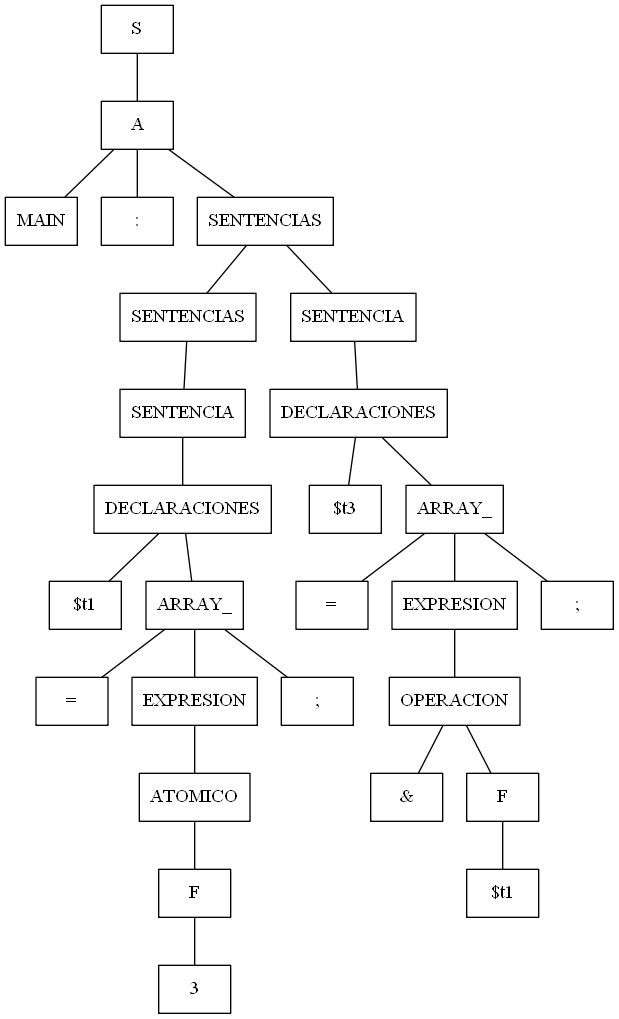 S
A
MAIN : SENTENCIAS
SENTENCIAS SENTENCIA
SENTENCIA DECLARACIONES
DECLARACIONES $t3 ARRAY_
$t1 ARRAY_ = EXPRESION ;
= EXPRESION ; OPERACION
ATOMICO & F
F $t1
3